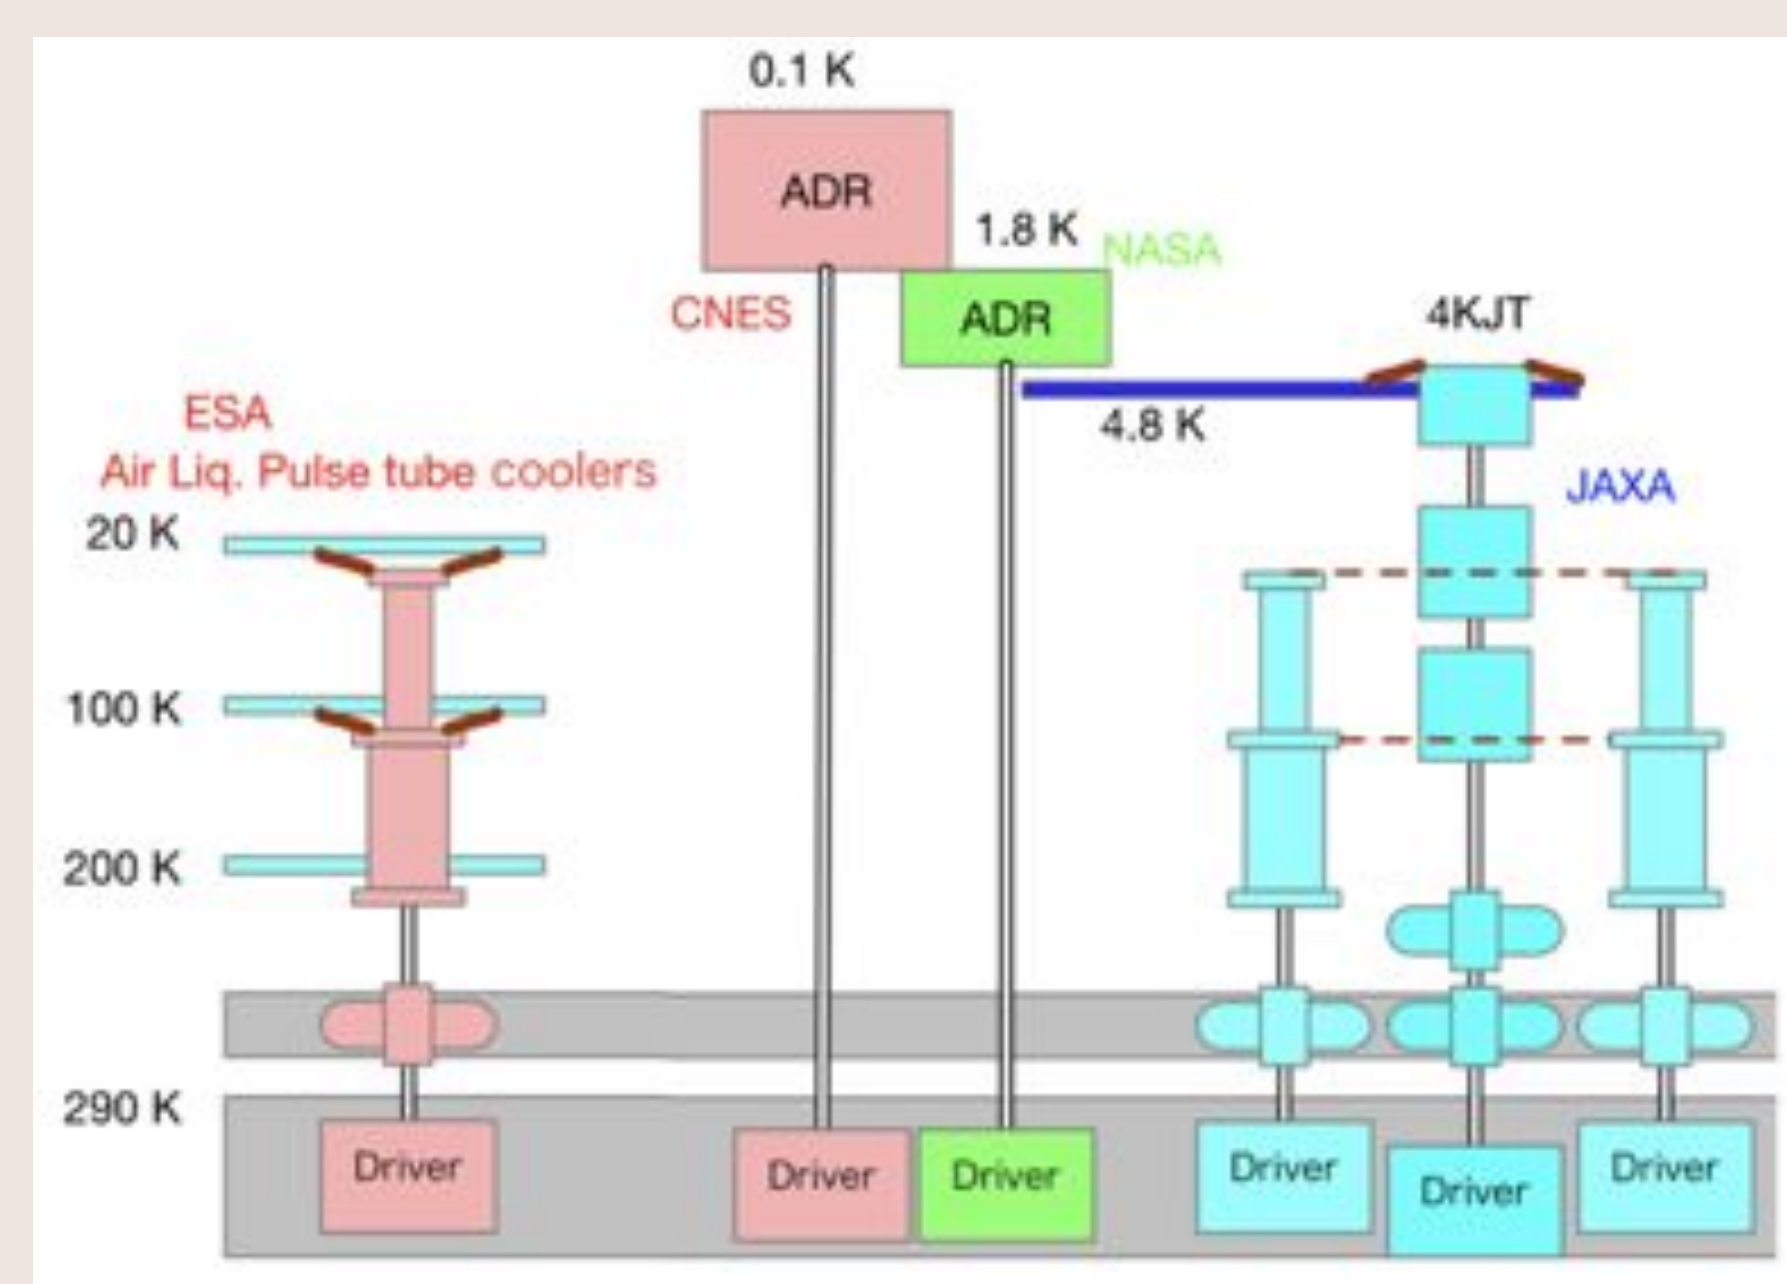 0.1 K
ADR
1.8 K
NASA
CNES
ADR
4KJT
4.8 K
ESA
Air Liq. Pulse tube coolers
JAXA
20 K
100 K
200 K
290 K
Driver
Driver
Driver
Driver
Driver
Driver